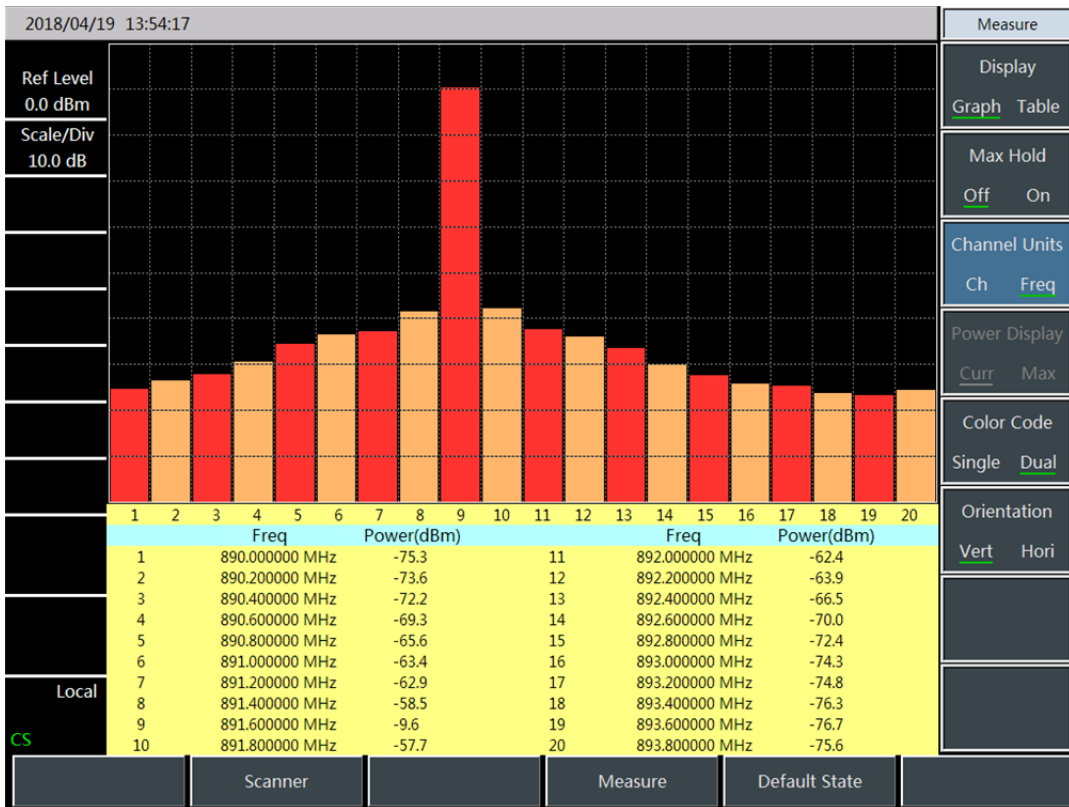 2018/04/19 13:54:17
Measure
Ref Level
0.0 dBm
Scale/Div
10.0 dB
Local
CS
1 2 3 4 5 6 7 8 9 10 11 12 13 14 15 16 17 18 19 20
Freq Power(dBm) Freq Power(dBm)
1 890.000000 MHz -75.3 11 892.000000 MHz -62.4
2 890.200000 MHz -73.6 12 892.200000 MHz -63.9
3 890.400000 MHz -72.2 13 892.400000 MHz -66.5
4 890.600000 MHz -69.3 14 892.600000 MHz -70.0
5 890.800000 MHz -65.6 15 892.800000 MHz -72.4
6 891.000000 MHz -63.4 16 893.000000 MHz -74.3
7 891.200000 MHz -62.9 17 893.200000 MHz -74.8
8 891.400000 MHz -58.5 18 893.400000 MHz -76.3
9 891.600000 MHz -9.6 19 893.600000 MHz -76.7
10 891.800000 MHz -57.7 20 893.800000 MHz -75.6
Display
Graph Table
Max Hold
Off On
Channel Units
Ch Freq
Power Display
Curr Max
Color Code
Single Dual
Orientation
Vert Hori
Scanner Measure Default State